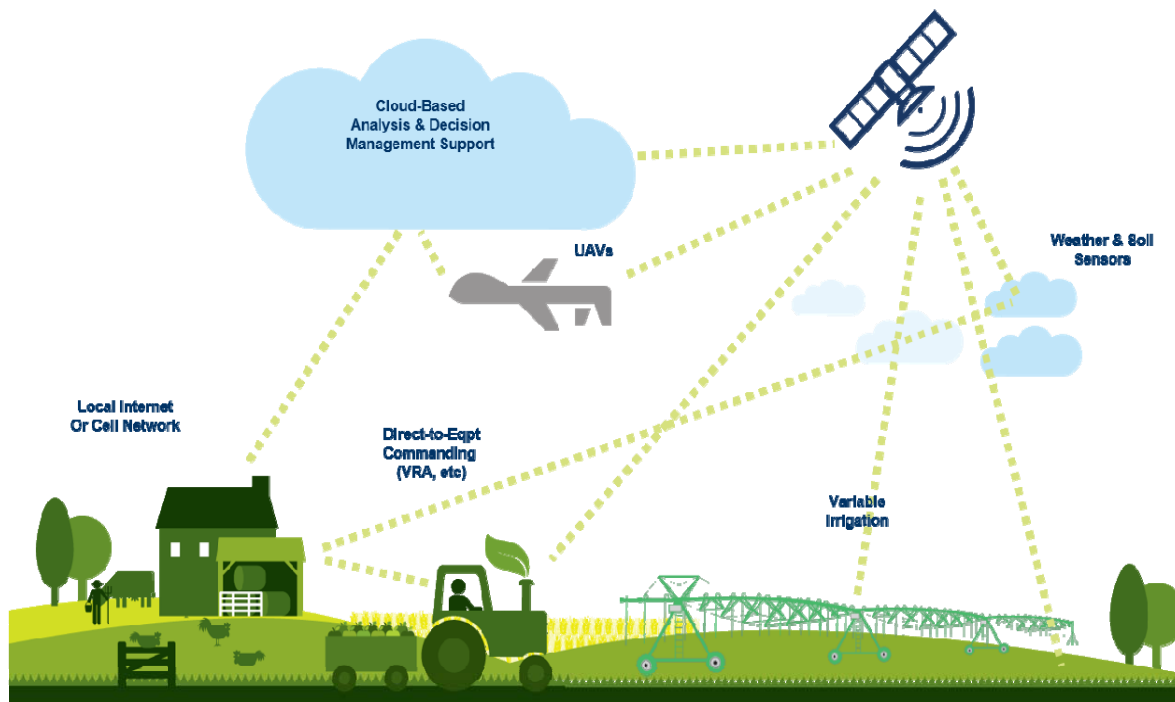 Cloud-Based
Analysis & Decision
Management Support
UAVs
Weather & Soil
Sensors
Local Internet
Or Cell Network
Direct-to-Eqpt
Commanding
(VRA, etc)
Variable
Irrigation